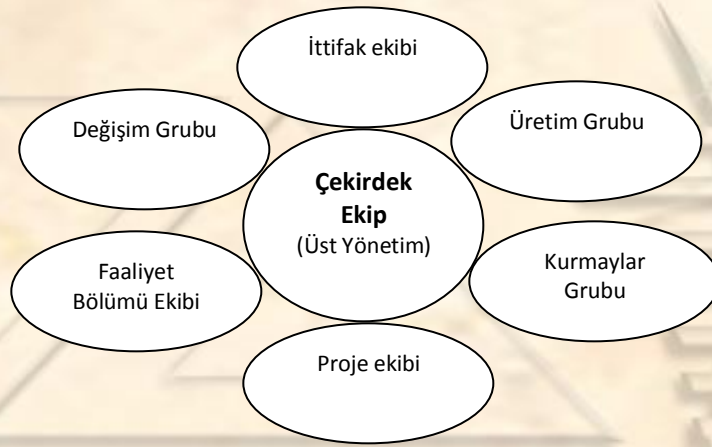 İttifak ekibi
Değişim Grubu
Üretim Grubu
Çekirdek
Ekip
(Üst Yönetim)
Faaliyet
Bölümü Ekibi
Kurmaylar
Grubu
Proje ekibi